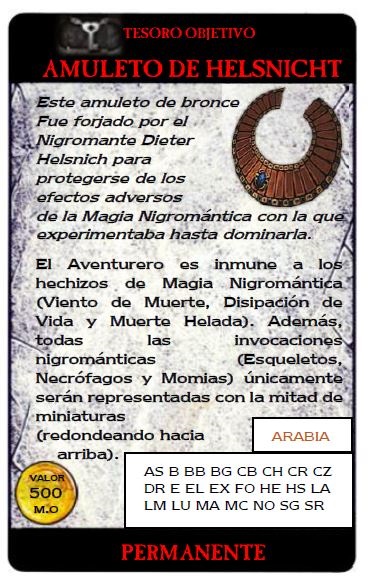 TESORO OBJETIVO
AMULETO DE HELSNICHT
Este amuleto de bronce
Fue forjado por el
Nigromante Dieter
Helsnich para
protegerse de los
efectos adversos
de la Magia Nigromántica con la que
experimentaba hasta dominarla.
El Aventurero es inmune a los
hechizos de Magia Nigromántica
(Viento de Muerte, Disipación de
Vida y Muerte Helada). Además,
todas las invocaciones
nigrománticas (Esqueletos,
Necrófagos y Momias) únicamente
serán representadas con la mitad de
miniaturas
(redondeando hacia
arriba).
ARABIA
VALOR
500
M.O
AS B BB BG CB CH CR CZ
DR E EL EX FO HE HS LA
LM LU MA MC NO SG SR
PERMANENTE